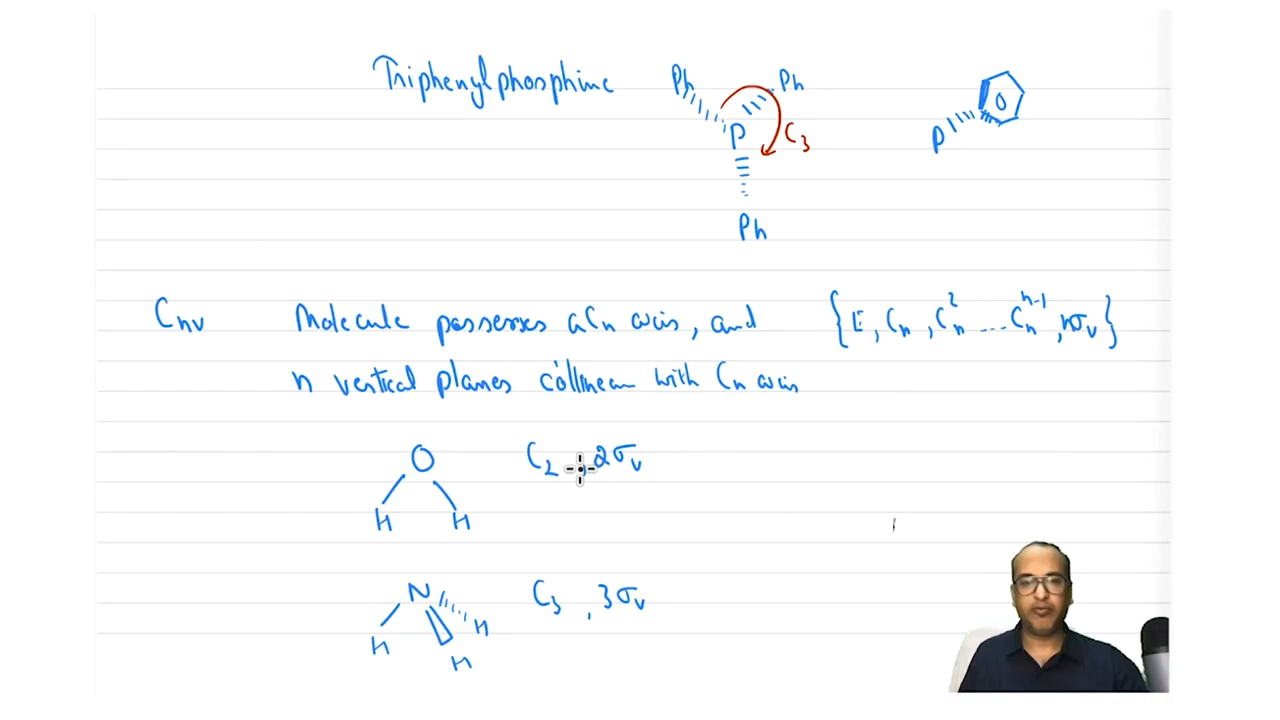 Triphenylphosphine Ph Ph P C₃ Ph P
Cnv Molecule possesses a Cn axis, and {E, Cn, Cn² ... Cnⁿ⁻¹, nσv}
n vertical planes collinear with Cn axis
O C₂ , 2σv
H H
N C₃ , 3σv
H H
H